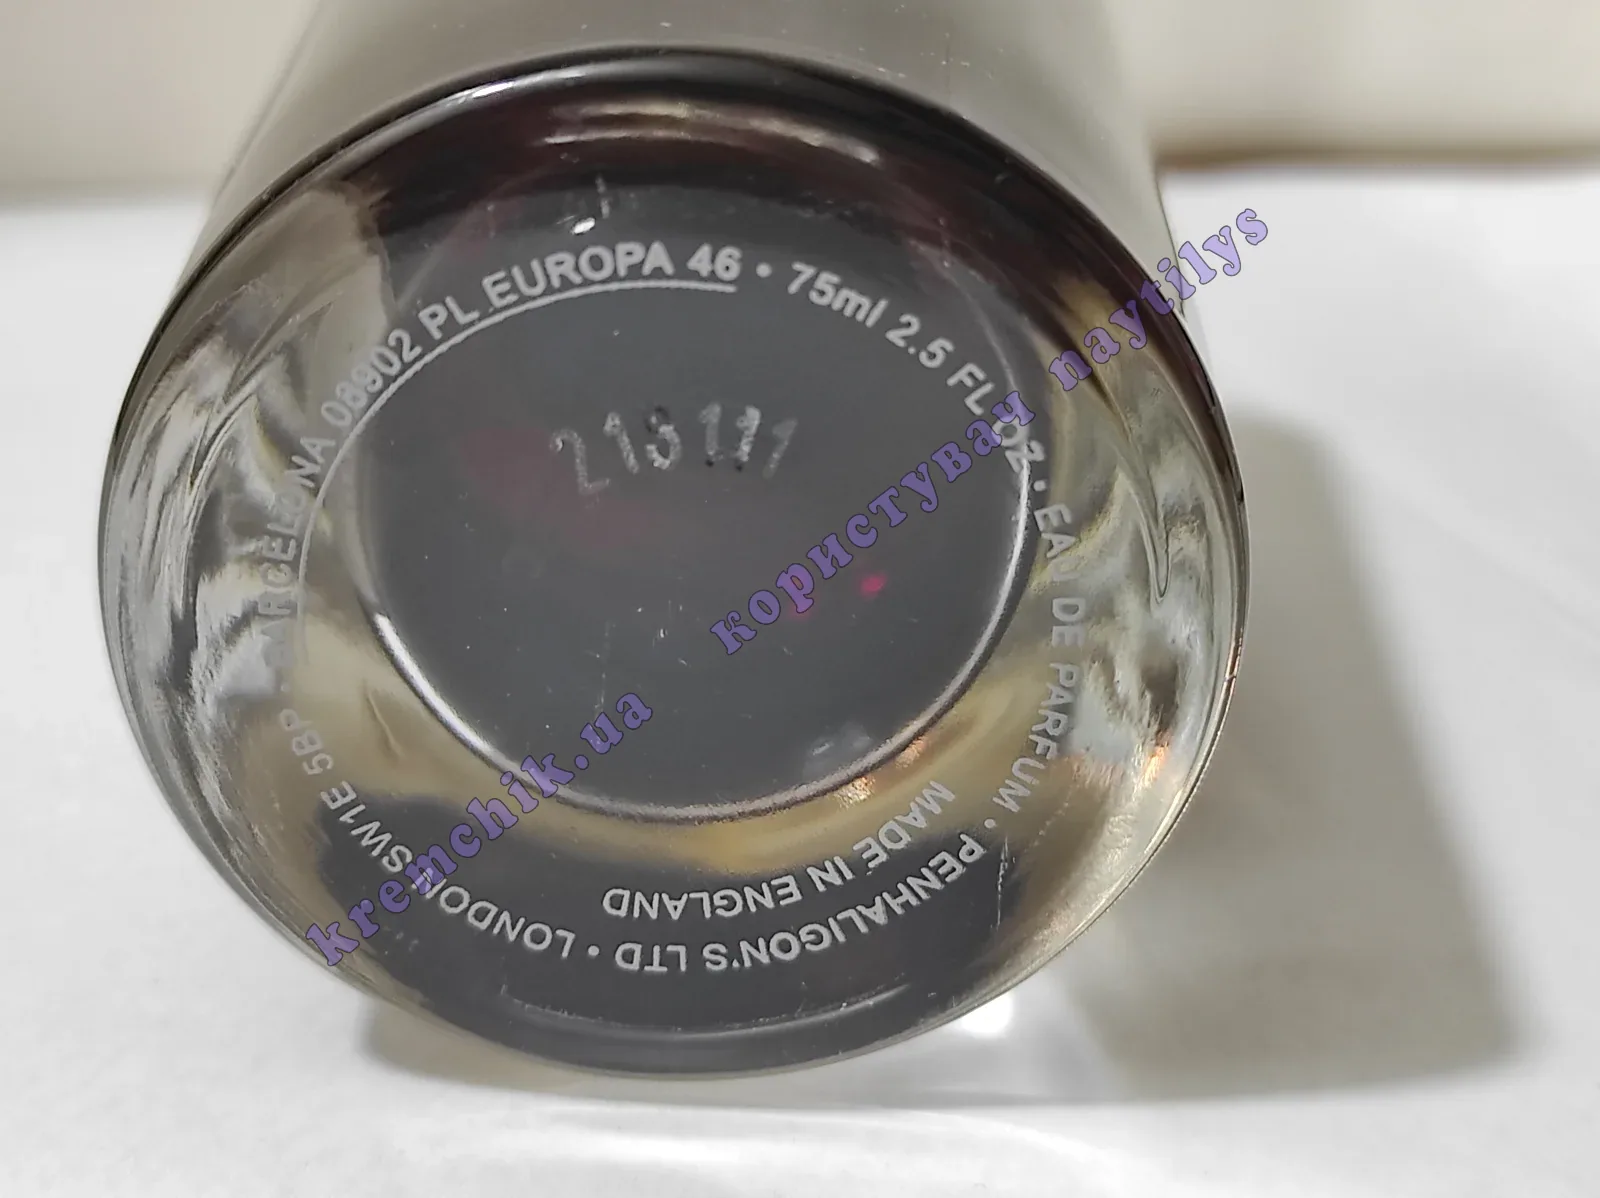 BARCELONA 08902 PL.EUROPA 46 • 75ml 2.5 FL.OZ. • EAU DE PARFUM • PENHALIGON'S LTD • LONDON SW1E 5BP •
MADE IN ENGLAND
kremchik.ua користувач naytilys